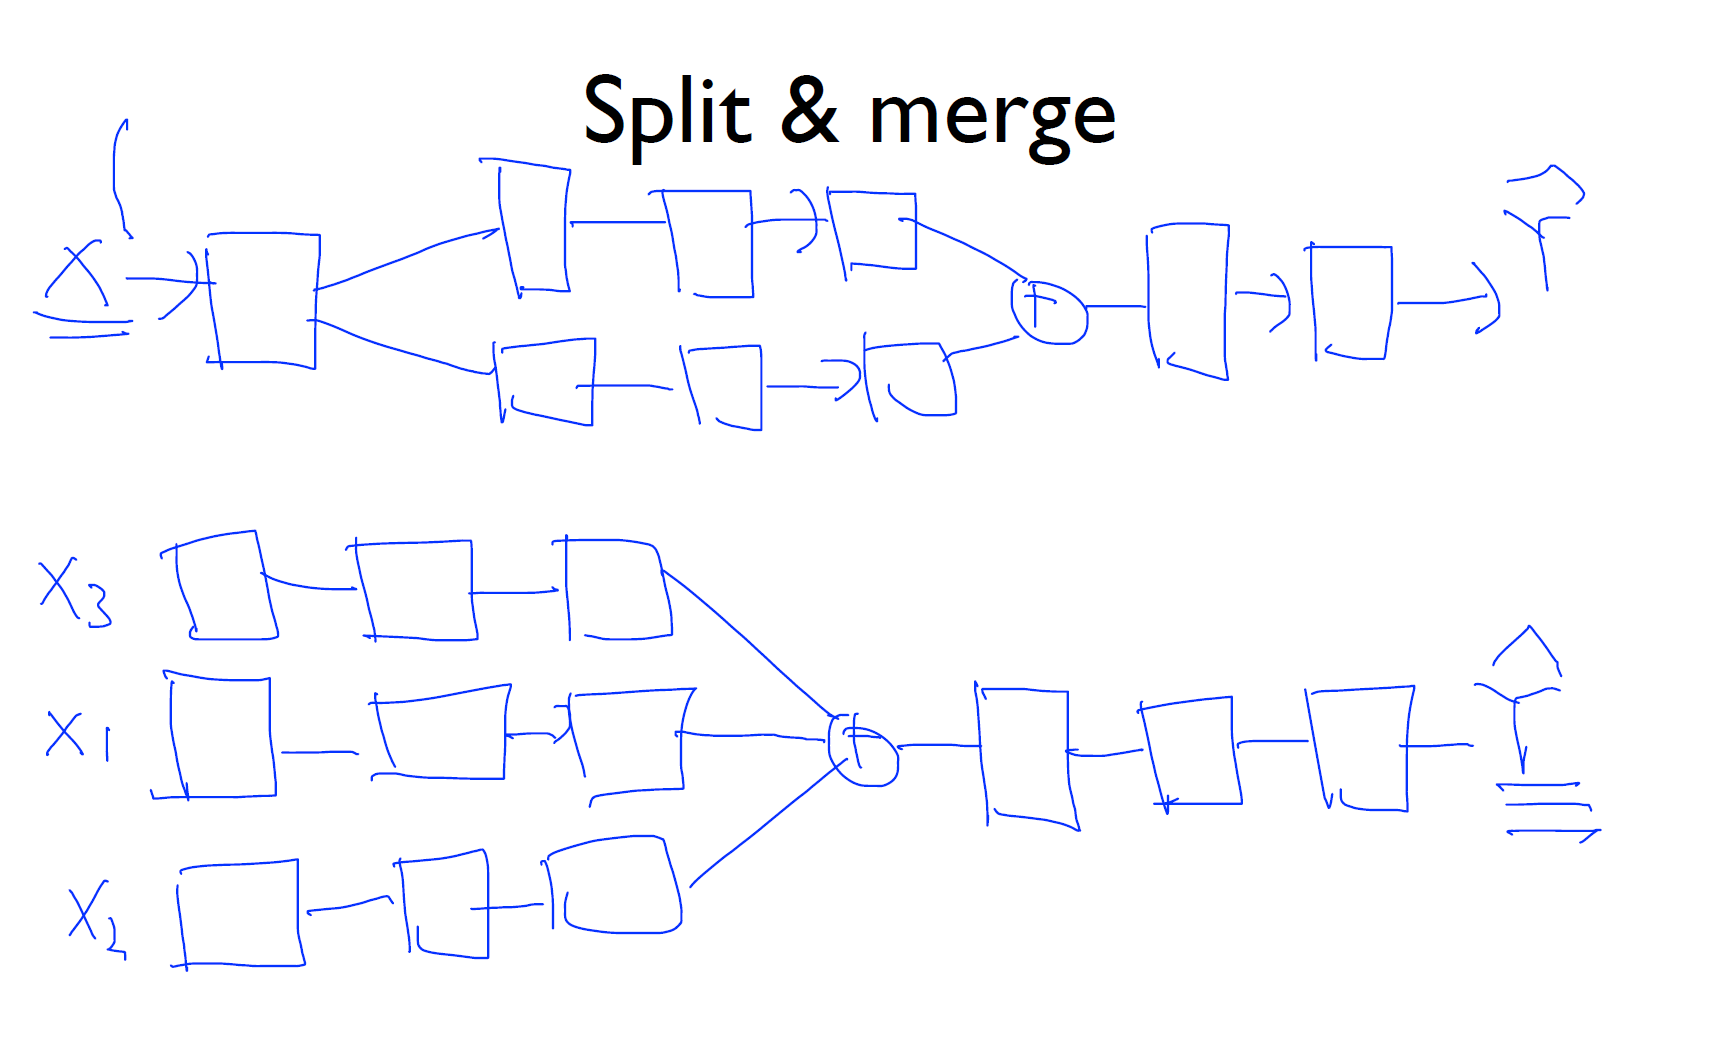 Split & merge
X
+
ŷ
X3
X1
+
ŷ
X2